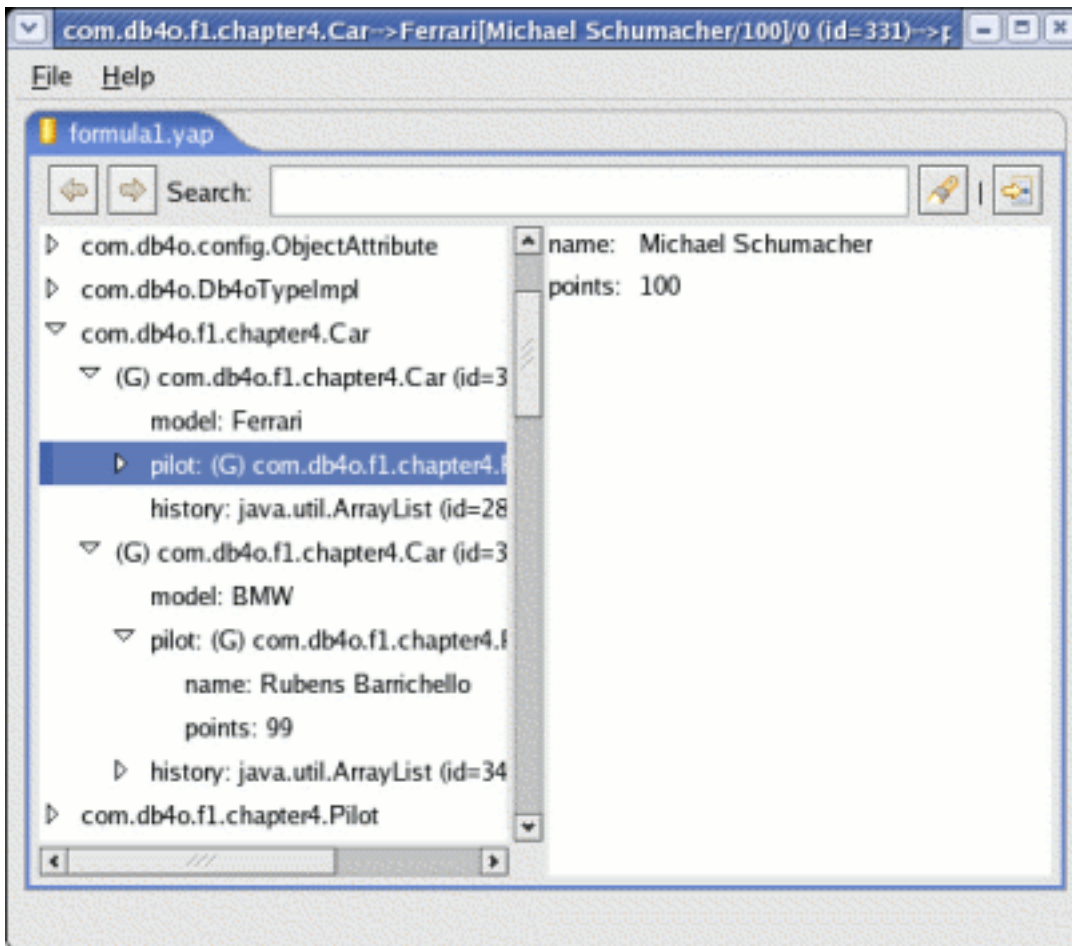 com.db4o.f1.chapter4.Car-->Ferrari[Michael Schumacher/100]/0 (id=331)-->p
File Help
formula1.yap
Search:
com.db4o.config.ObjectAttribute
com.db4o.Db4oTypeImpl
com.db4o.f1.chapter4.Car
(G) com.db4o.f1.chapter4.Car (id=3
model: Ferrari
pilot: (G) com.db4o.f1.chapter4.
history: java.util.ArrayList (id=28
(G) com.db4o.f1.chapter4.Car (id=3
model: BMW
pilot: (G) com.db4o.f1.chapter4.
name: Rubens Barrichello
points: 99
history: java.util.ArrayList (id=34
com.db4o.f1.chapter4.Pilot
name: Michael Schumacher
points: 100